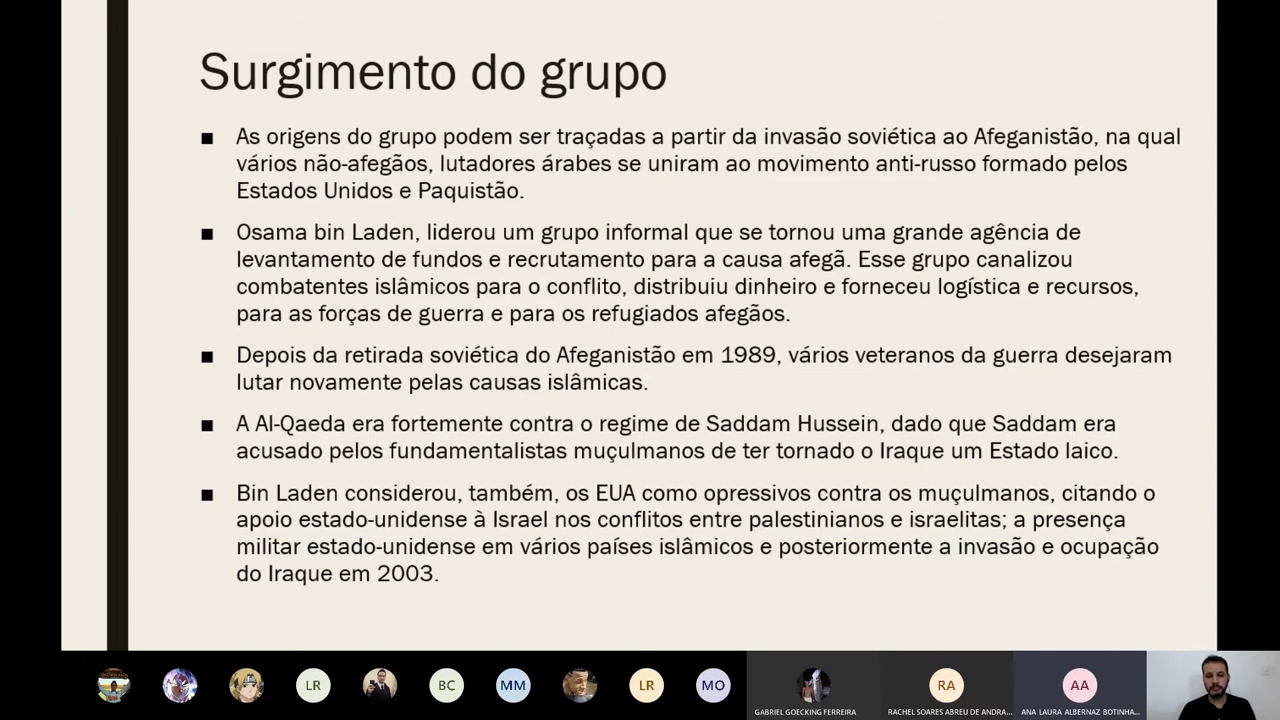 Surgimento do grupo
■ As origens do grupo podem ser traçadas a partir da invasão soviética ao Afeganistão, na qual
vários não-afegãos, lutadores árabes se uniram ao movimento anti-russo formado pelos
Estados Unidos e Paquistão.
■ Osama bin Laden, liderou um grupo informal que se tornou uma grande agência de
levantamento de fundos e recrutamento para a causa afegã. Esse grupo canalizou
combatentes islâmicos para o conflito, distribuiu dinheiro e forneceu logística e recursos,
para as forças de guerra e para os refugiados afegãos.
■ Depois da retirada soviética do Afeganistão em 1989, vários veteranos da guerra desejaram
lutar novamente pelas causas islâmicas.
■ A Al-Qaeda era fortemente contra o regime de Saddam Hussein, dado que Saddam era
acusado pelos fundamentalistas muçulmanos de ter tornado o Iraque um Estado laico.
■ Bin Laden considerou, também, os EUA como opressivos contra os muçulmanos, citando o
apoio estado-unidense à Israel nos conflitos entre palestinianos e israelitas; a presença
militar estado-unidense em vários países islâmicos e posteriormente a invasão e ocupação
do Iraque em 2003.
LR BC MM LR MO RA AA
GABRIEL GOECKING FERREIRA RACHEL SOARES ABREU DE ANDRA... ANA LAURA ALBERNAZ BOTINHA...